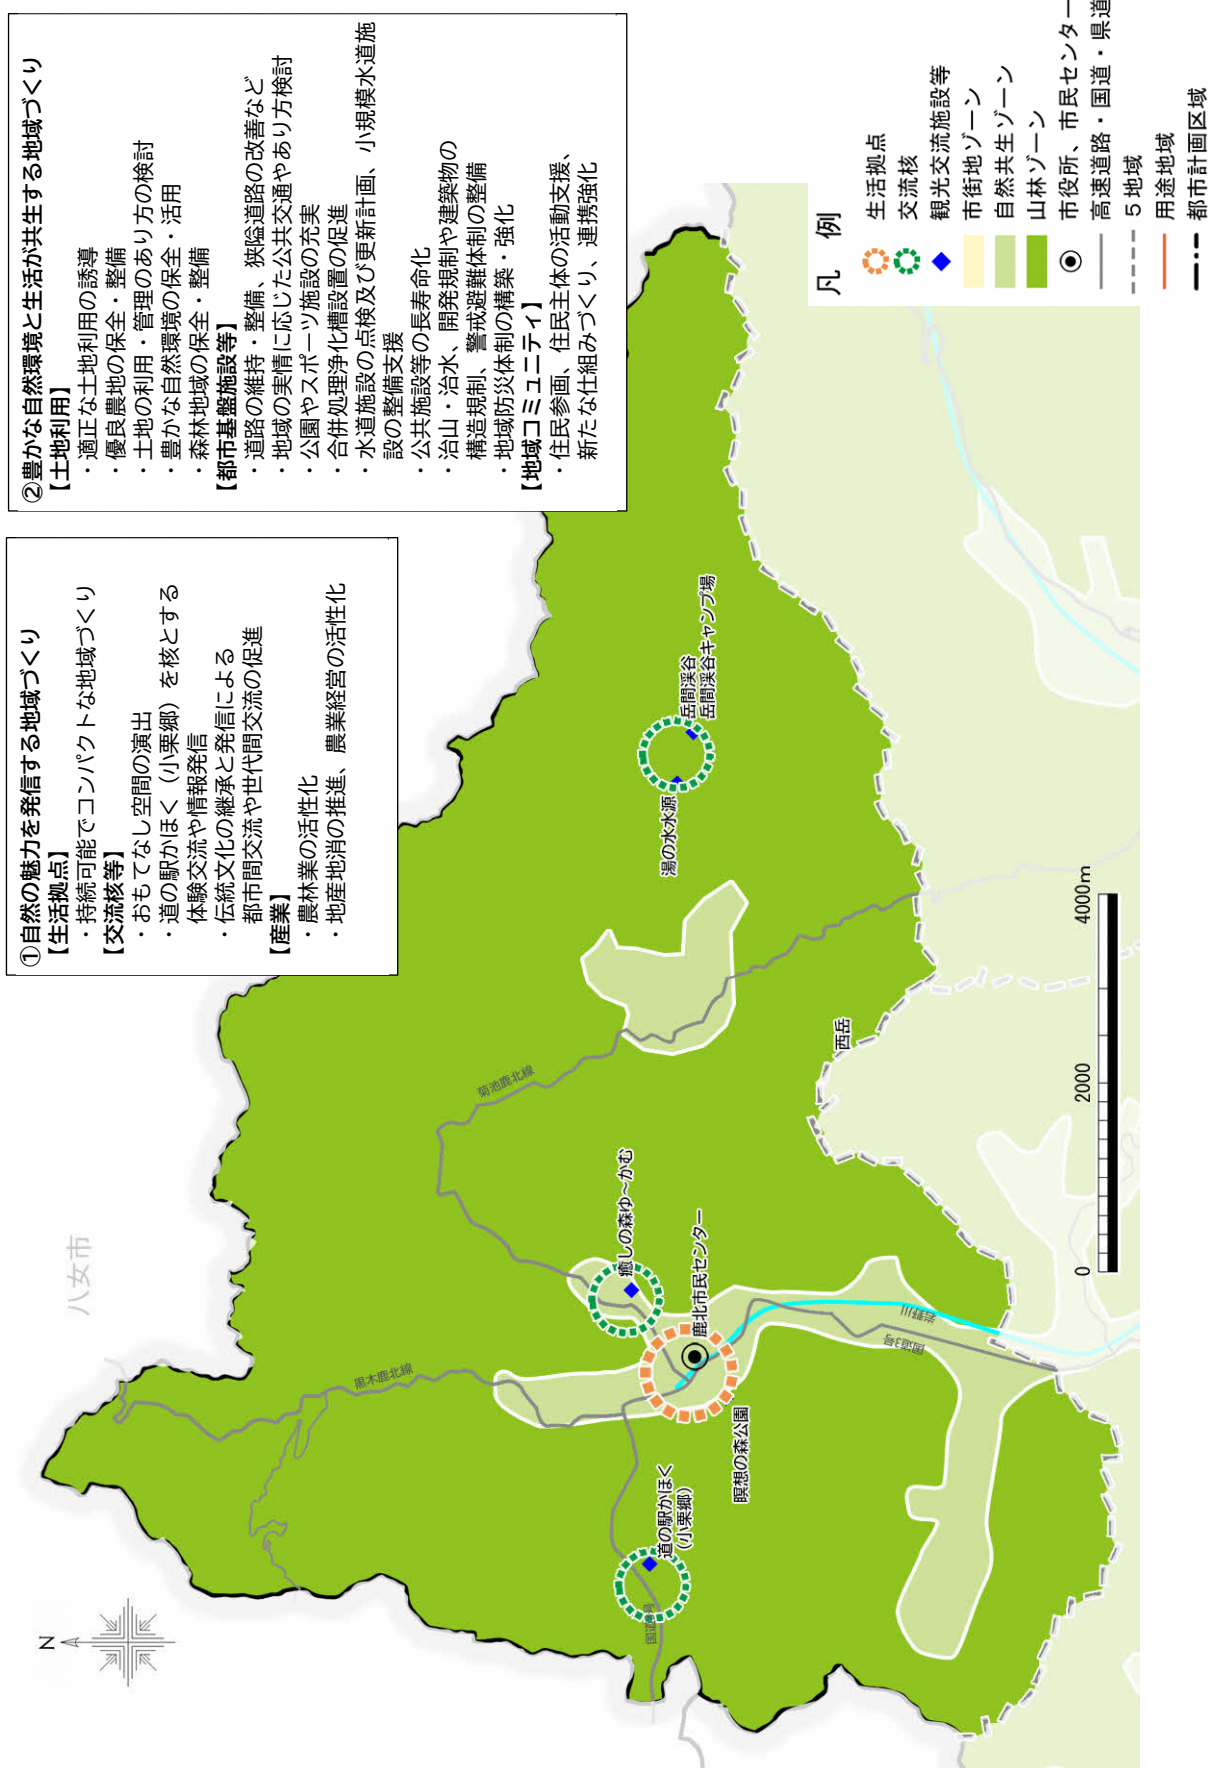 ①自然の魅力を発信する地域づくり
【生活拠点】
・持続可能でコンパクトな地域づくり
【交流核等】
・おもてなし空間の演出
・道の駅かほく（小栗郷）を核とする
体験交流や情報発信
・伝統文化の継承と発信による
都市間交流や世代間交流の促進
【産業】
・農林業の活性化
・地産地消の推進、農業経営の活性化
②豊かな自然環境と生活が共生する地域づくり
【土地利用】
・適正な土地利用の誘導
・優良農地の保全・整備
・土地の利用・管理のあり方の検討
・豊かな自然環境の保全・活用
・森林地域の保全・整備
【都市基盤施設等】
・道路の維持・整備、狭隘道路の改善など
・地域の実情に応じた公共交通やあり方検討
・公園やスポーツ施設の充実
・合併処理浄化槽設置の促進
・水道施設の点検及び更新計画、小規模水道施
設の整備支援
・公共施設等の長寿命化
・治山・治水、開発規制や建築物の
構造規制、警戒避難体制の整備
・地域防災体制の構築・強化
【地域コミュニティ】
・住民参画、住民主体の活動支援、
新たな仕組みづくり、連携強化
N
八女市
黒木鹿北線
菊池鹿北線
癒しの森ゆ～かむ
鹿北市民センター
湯の水水源
岳間渓谷
岳間渓谷キャンプ場
道の駅かほく
（小栗郷）
国道3号
瞑想の森公園
岩野川
国道3号
西岳
0
2000
4000m
凡 例
生活拠点
交流核
観光交流施設等
市街地ゾーン
自然共生ゾーン
山林ゾーン
市役所、市民センター
高速道路・国道・県道
５地域
用途地域
都市計画区域